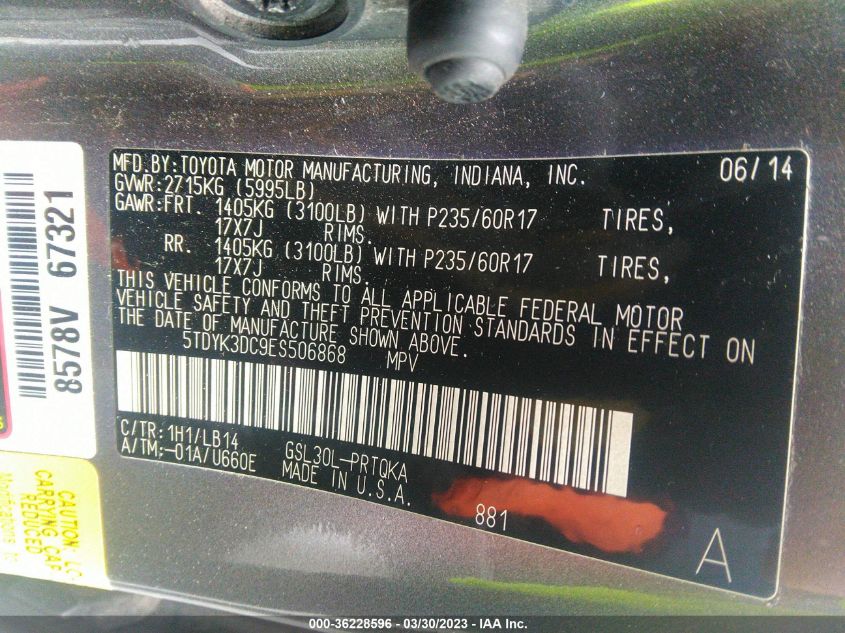 MFD BY:TOYOTA MOTOR MANUFACTURING, INDIANA, INC. 06/14
GVWR:2715KG (5995LB)
GAWR:FRT. 1405KG (3100LB) WITH P235/60R17 TIRES,
17X7J RIMS.
RR. 1405KG (3100LB) WITH P235/60R17 TIRES,
17X7J RIMS.
THIS VEHICLE CONFORMS TO ALL APPLICABLE FEDERAL MOTOR
VEHICLE SAFETY AND THEFT PREVENTION STANDARDS IN EFFECT ON
THE DATE OF MANUFACTURE SHOWN ABOVE.
5TDYK3DC9ES506868 MPV
C/TR:1H1/LB14
A/TM:-01A/U660E
GSL30L-PRTQKA
MADE IN U.S.A.
881
A
8578V 67321
CAUTION: LO
CARRYING CAP
REDUCED
000-36228596 - 03/30/2023 - IAA Inc.